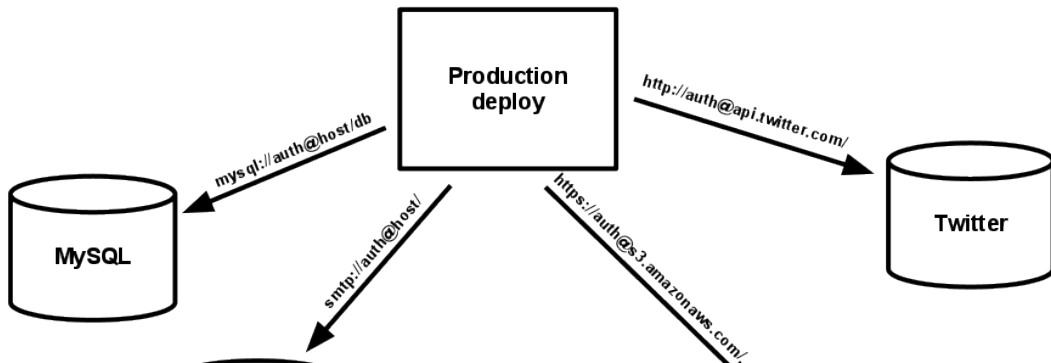 Production
deploy
http://auth@api.twitter.com/
mysql://auth@host/db
smtp://auth@host/
https://auth@s3.amazonaws.com/
Twitter
MySQL